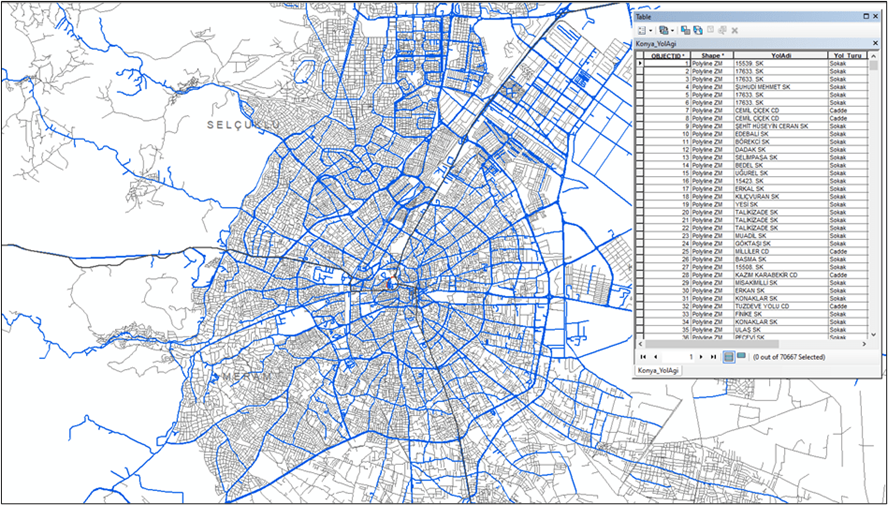 Table
Konya_YolAgi
OBJECTID * Shape * YolAdi Yol_Turu
1 Polyline ZM 15539. SK Sokak
2 Polyline ZM 17633. SK Sokak
3 Polyline ZM 17633. SK Sokak
4 Polyline ZM ŞUHUDİ MEHMET SK Sokak
5 Polyline ZM 17633. SK Sokak
6 Polyline ZM 17633. SK Sokak
7 Polyline ZM CEMİL ÇİÇEK CD Cadde
8 Polyline ZM CEMİL ÇİÇEK CD Cadde
9 Polyline ZM ŞEHİT HÜSEYİN CERAN SK Sokak
10 Polyline ZM EDEBALİ SK Sokak
11 Polyline ZM BÖREKCİ SK Sokak
12 Polyline ZM DADAK SK Sokak
13 Polyline ZM SELİMPAŞA SK Sokak
14 Polyline ZM BEDEL SK Sokak
15 Polyline ZM UĞUREL SK Sokak
16 Polyline ZM 15423. SK Sokak
17 Polyline ZM ERKAL SK Sokak
18 Polyline ZM KILIÇVURAN SK Sokak
19 Polyline ZM YESİ SK Sokak
20 Polyline ZM TALKİZADE SK Sokak
21 Polyline ZM TALKİZADE SK Sokak
22 Polyline ZM TALKİZADE SK Sokak
23 Polyline ZM MUADİL SK Sokak
24 Polyline ZM GÖKTAŞI SK Sokak
25 Polyline ZM MİLLİLER CD Cadde
26 Polyline ZM BASMA SK Sokak
27 Polyline ZM 15508. SK Sokak
28 Polyline ZM KAZIM KARABEKİR CD Cadde
29 Polyline ZM MİSAKİMİLLİ SK Sokak
30 Polyline ZM ERKAN SK Sokak
31 Polyline ZM KONAKLAR SK Sokak
32 Polyline ZM TUZDEVE YOLU CD Cadde
33 Polyline ZM FİNİKE SK Sokak
34 Polyline ZM KONAKLAR SK Sokak
35 Polyline ZM ULAŞ SK Sokak
36 Polyline ZM PEÇEVİ SK Sokak
1 (0 out of 70667 Selected)
Konya_YolAgi
SELÇUKLU
MERAM